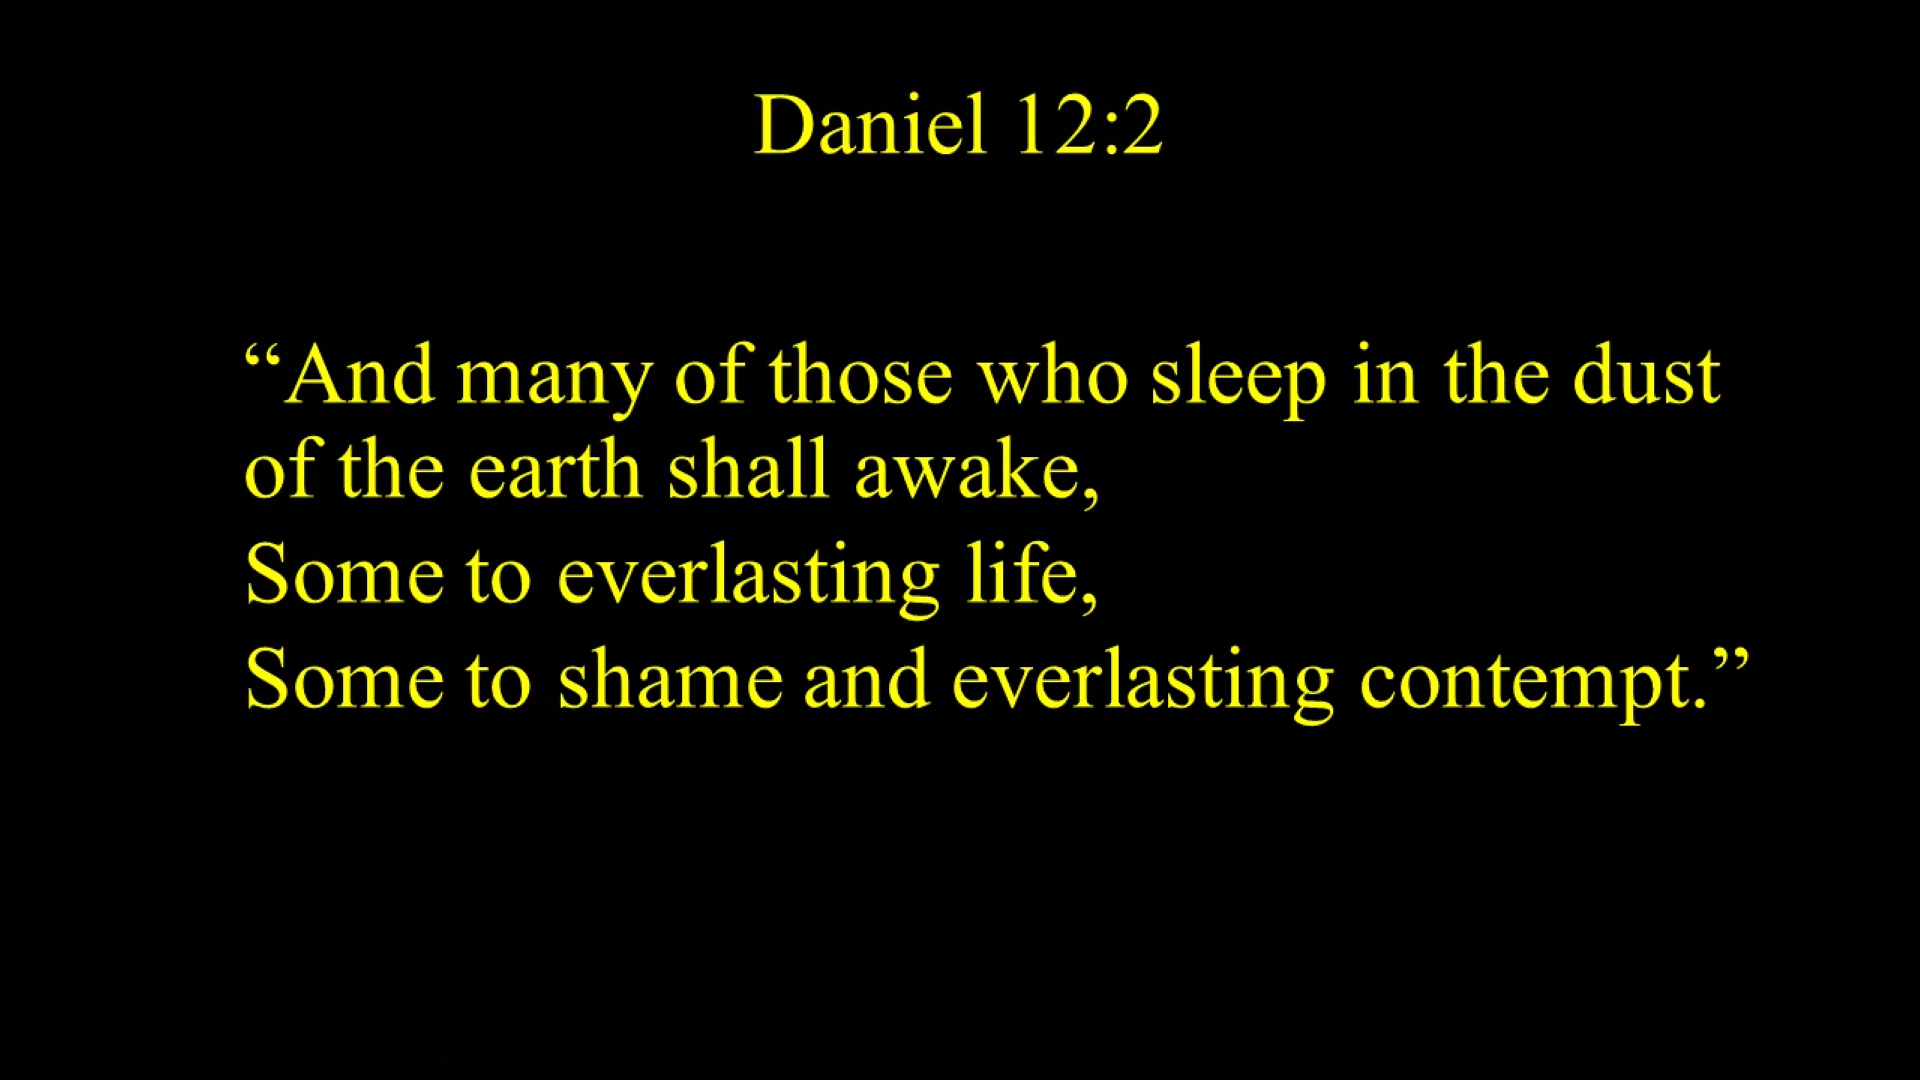 Daniel 12:2
“And many of those who sleep in the dust
of the earth shall awake,
Some to everlasting life,
Some to shame and everlasting contempt.”